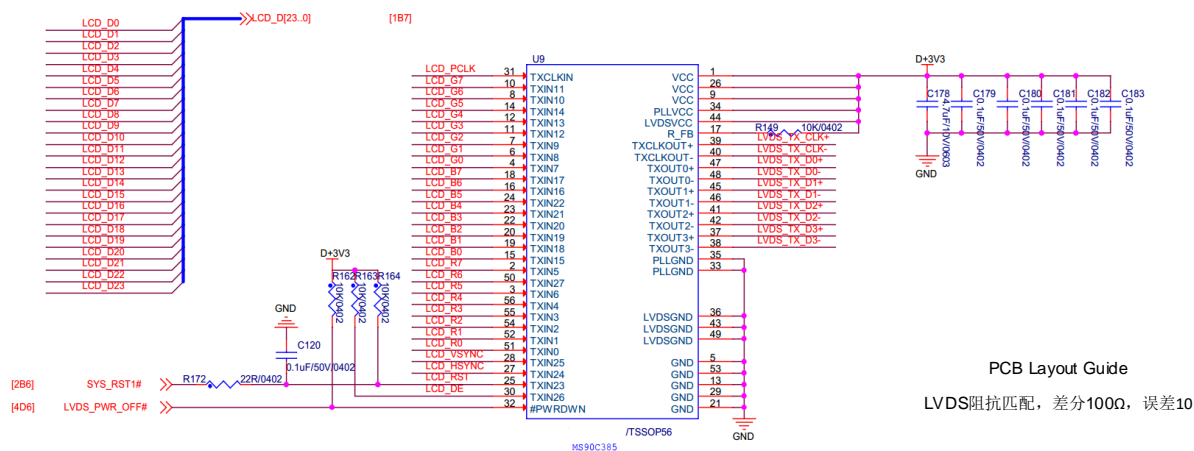 LCD_D0
LCD_D1
LCD_D2
LCD_D3
LCD_D4
LCD_D5
LCD_D6
LCD_D7
LCD_D8
LCD_D9
LCD_D10
LCD_D11
LCD_D12
LCD_D13
LCD_D14
LCD_D15
LCD_D16
LCD_D17
LCD_D18
LCD_D19
LCD_D20
LCD_D21
LCD_D22
LCD_D23
LCD_D[23..0] [1B7]
U9
LCD_PCLK 31 TXCLKIN
LCD_G7 10 TXIN11
LCD_G6 8 TXIN10
LCD_G5 14 TXIN14
LCD_G4 12 TXIN13
LCD_G3 11 TXIN12
LCD_G2 7 TXIN9
LCD_G1 6 TXIN8
LCD_G0 4 TXIN7
LCD_B7 18 TXIN17
LCD_B6 16 TXIN16
LCD_B5 24 TXIN22
LCD_B4 23 TXIN21
LCD_B3 22 TXIN20
LCD_B2 20 TXIN19
LCD_B1 19 TXIN18
LCD_B0 15 TXIN15
LCD_R7 2 TXIN5
LCD_R6 50 TXIN27
LCD_R5 3 TXIN6
LCD_R4 56 TXIN4
LCD_R3 55 TXIN3
LCD_R2 54 TXIN2
LCD_R1 52 TXIN1
LCD_R0 51 TXIN0
LCD_VSYNC 28 TXIN25
LCD_HSYNC 27 TXIN24
LCD_RST 25 TXIN23
LCD_DE 30 TXIN26
32 #PWRDWN
VCC 1
VCC 26
VCC 9
PLLVCC 34
LVDSVCC 44
R_FB 17 R149 10K/0402
TXCLKOUT+ 39 LVDS_TX_CLK+
TXCLKOUT- 40 LVDS_TX_CLK-
TXOUT0+ 47 LVDS_TX_D0+
TXOUT0- 48 LVDS_TX_D0-
TXOUT1+ 45 LVDS_TX_D1+
TXOUT1- 46 LVDS_TX_D1-
TXOUT2+ 41 LVDS_TX_D2+
TXOUT2- 42 LVDS_TX_D2-
TXOUT3+ 37 LVDS_TX_D3+
TXOUT3- 38 LVDS_TX_D3-
PLLGND 35
PLLGND 33
LVDSGND 36
LVDSGND 43
LVDSGND 49
GND 5
GND 53
GND 13
GND 29
GND 21
GND
/TSSOP56
MS90C385
D+3V3
R162 R163 R164
10K/0402
10K/0402
10K/0402
GND
C120
0.1uF/50V/0402
[2B6] SYS_RST1# R172 22R/0402
[4D6] LVDS_PWR_OFF#
D+3V3
C178 C179 C180 C181 C182 C183
4.7uF/10V/0603
0.1uF/50V/0402
0.1uF/50V/0402
0.1uF/50V/0402
0.1uF/50V/0402
0.1uF/50V/0402
GND
PCB Layout Guide
LVDS阻抗匹配，差分100Ω，误差10